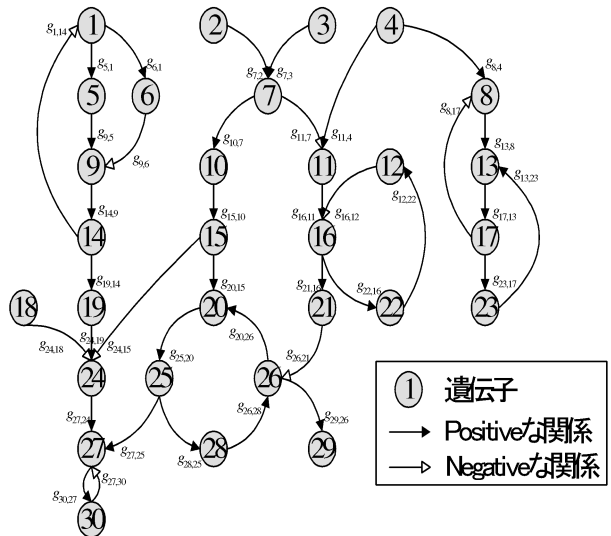 1 2 3 4
g1,14 g5,1 g6,1 g7,2 g7,3 g8,4
5 6 7 8
g9,5 g9,6 g10,7 g11,7 g11,4 g8,17 g13,8
9 10 11 12 13
g14,9 g15,10 g16,11 g16,12 g12,22 g17,13 g13,23
14 15 16 17
g19,14 g20,15 g21,16 g22,16 g23,17
18 19 20 21 22 23
g24,18 g24,19 g24,15 g20,26 g25,20 g26,21
24 25 26
g27,24 g27,25 g28,25 g26,28 g29,26
27 28 29
g30,27 g27,30
30
1 遺伝子
Positiveな関係
Negativeな関係